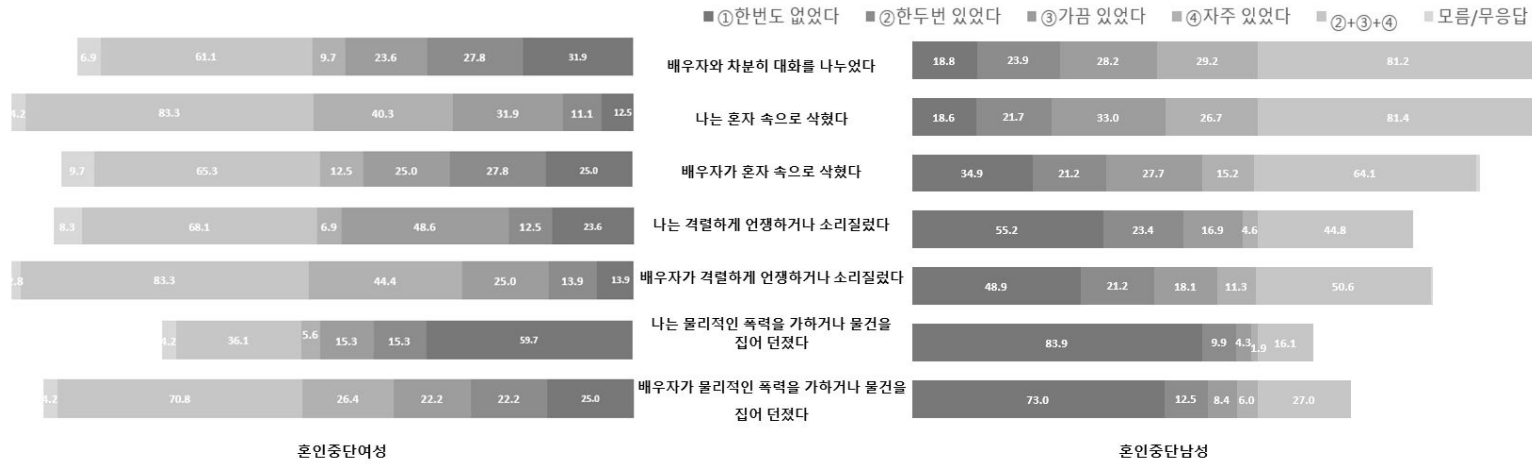 ■①한번도 없었다 ■②한두번 있었다 ■③가끔 있었다 ■④자주 있었다 ■②+③+④ ■모름/무응답
6.9 61.1 9.7 23.6 27.8 31.9 배우자와 차분히 대화를 나누었다 18.8 23.9 28.2 29.2 81.2
4.2 83.3 40.3 31.9 11.1 12.5 나는 혼자 속으로 삭혔다 18.6 21.7 33.0 26.7 81.4
9.7 65.3 12.5 25.0 27.8 25.0 배우자가 혼자 속으로 삭혔다 34.9 21.2 27.7 15.2 64.1
8.3 68.1 6.9 48.6 12.5 23.6 나는 격렬하게 언쟁하거나 소리질렀다 55.2 23.4 16.9 4.6 44.8
2.8 83.3 44.4 25.0 13.9 13.9 배우자가 격렬하게 언쟁하거나 소리질렀다 48.9 21.2 18.1 11.3 50.6
나는 물리적인 폭력을 가하거나 물건을
4.2 36.1 5.6 15.3 15.3 59.7 집어 던졌다 83.9 9.9 4.3 1.9 16.1
배우자가 물리적인 폭력을 가하거나 물건을
4.2 70.8 26.4 22.2 22.2 25.0 집어 던졌다 73.0 12.5 8.4 6.0 27.0
혼인중단여성 혼인중단남성